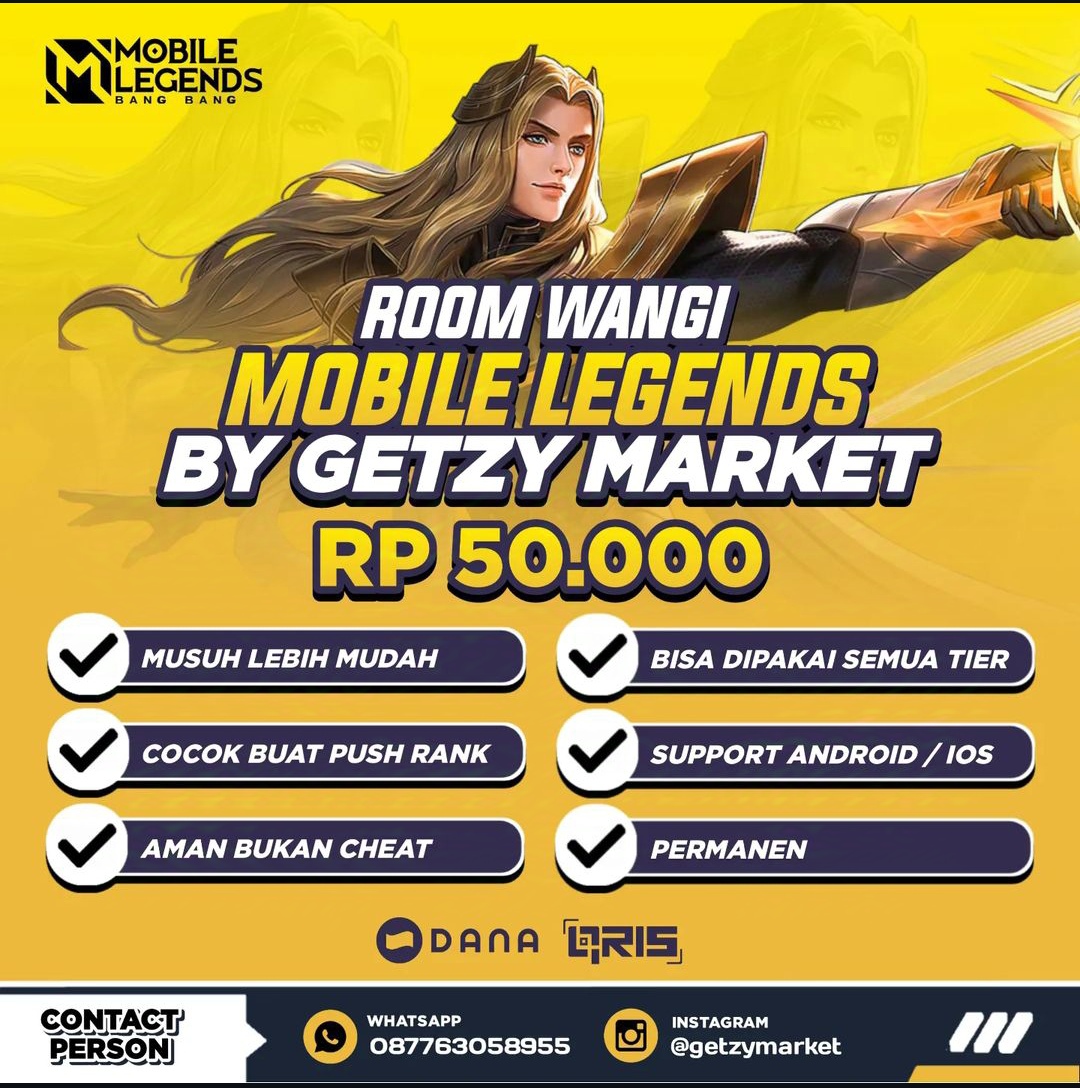 MOBILE
LEGENDS
BANG BANG
ROOM WANGI
MOBILE LEGENDS
BY GETZY MARKET
RP 50.000
MUSUH LEBIH MUDAH
BISA DIPAKAI SEMUA TIER
COCOK BUAT PUSH RANK
SUPPORT ANDROID / IOS
AMAN BUKAN CHEAT
PERMANEN
DANA QRIS
CONTACT
PERSON
WHATSAPP
087763058955
INSTAGRAM
@getzymarket